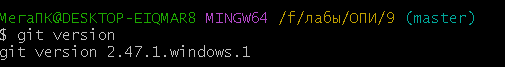 МегаПК@DESKTOP-EIQMAR8 MINGW64 /f/лабы/ОПИ/9 (master)
$ git version
git version 2.47.1.windows.1